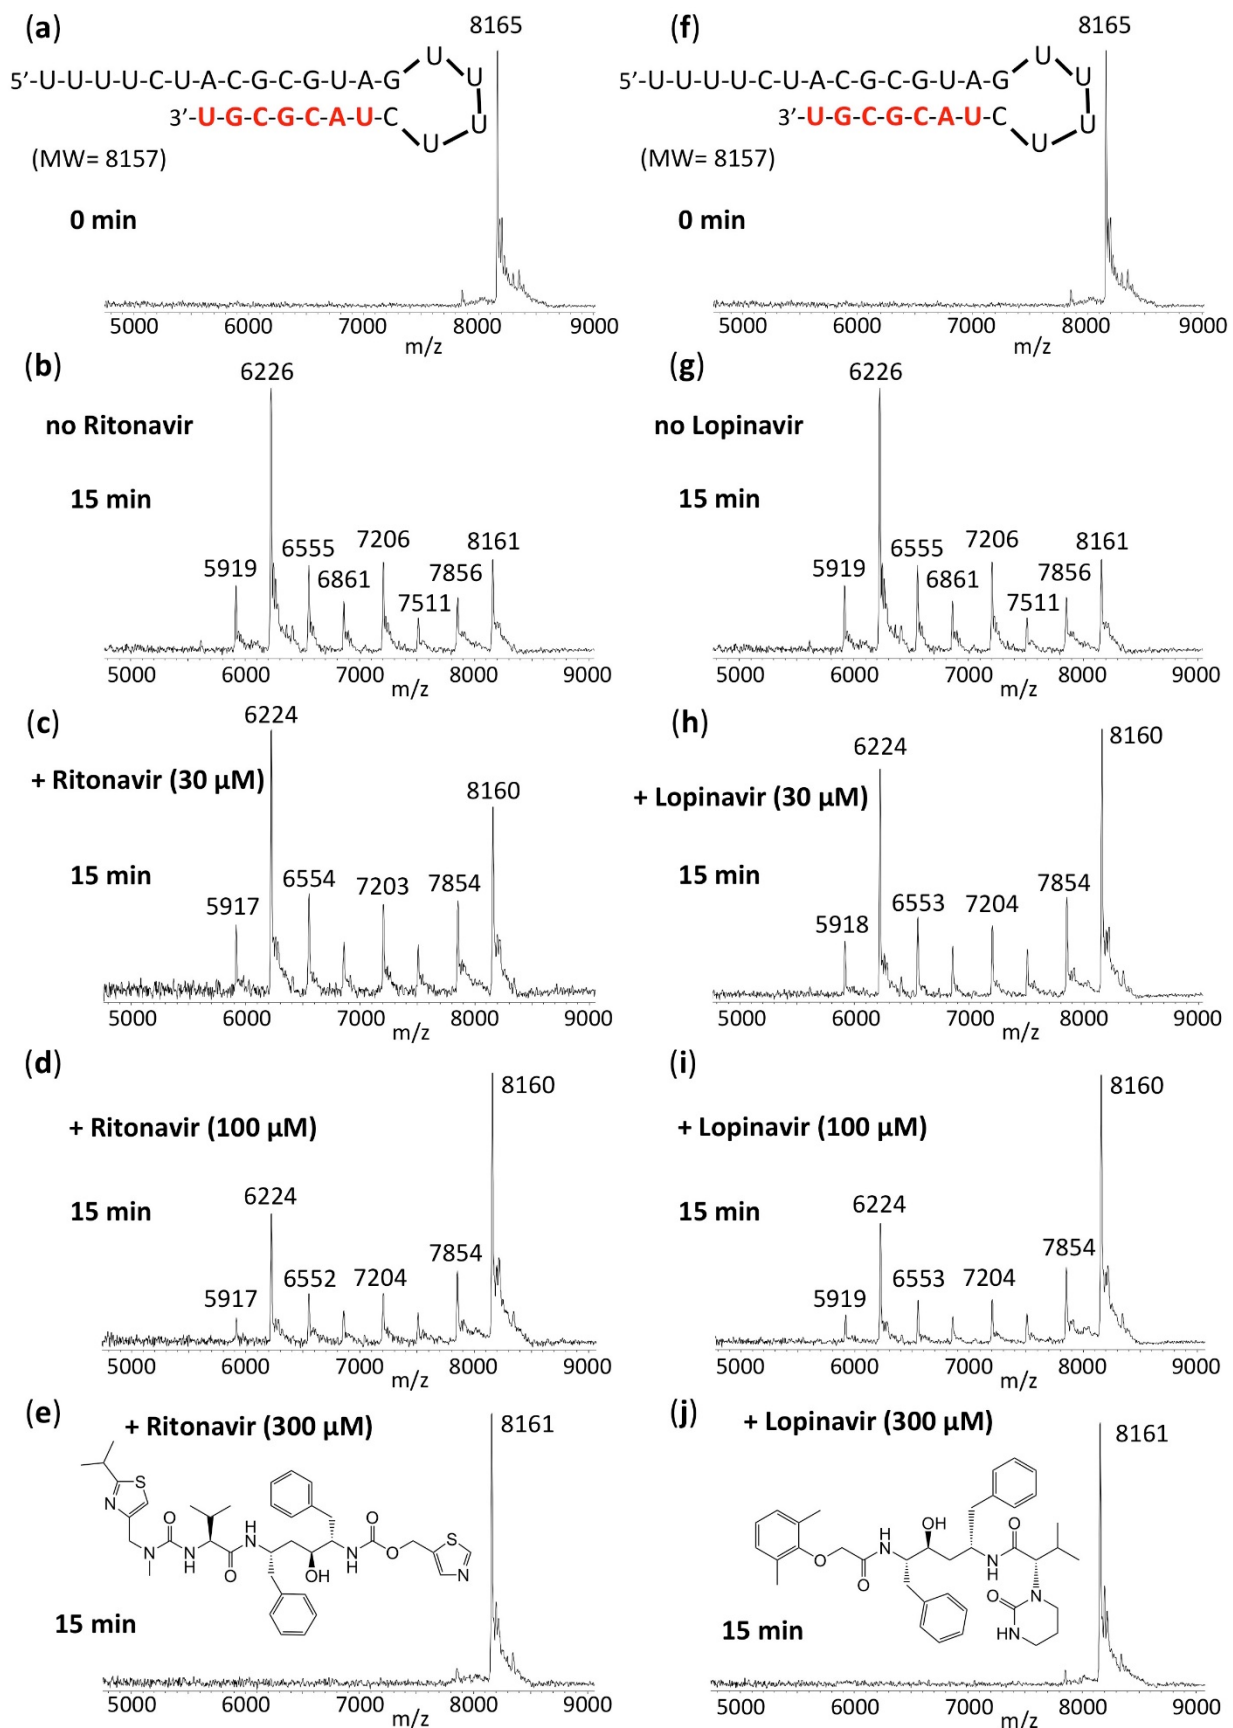 (a)
8165
5’-U-U-U-U-C-U-A-C-G-C-G-U-A-G
U
U
U
U
3’-U-G-C-G-C-A-U-C
(MW= 8157)
0 min
5000 6000 7000 8000 9000
m/z
(f)
8165
5’-U-U-U-U-C-U-A-C-G-C-G-U-A-G
U
U
U
U
3’-U-G-C-G-C-A-U-C
(MW= 8157)
0 min
5000 6000 7000 8000 9000
m/z
(b)
no Ritonavir
15 min
5919 6226 6555 6861 7206 7511 7856 8161
5000 6000 7000 8000 9000
m/z
(g)
no Lopinavir
15 min
5919 6226 6555 6861 7206 7511 7856 8161
5000 6000 7000 8000 9000
m/z
(c)
+ Ritonavir (30 µM)
15 min
5917 6224 6554 7203 7854 8160
5000 6000 7000 8000 9000
m/z
(h)
+ Lopinavir (30 µM)
15 min
5918 6224 6553 7204 7854 8160
5000 6000 7000 8000 9000
m/z
(d)
+ Ritonavir (100 µM)
15 min
5917 6224 6552 7204 7854 8160
5000 6000 7000 8000 9000
m/z
(i)
+ Lopinavir (100 µM)
15 min
5919 6224 6553 7204 7854 8160
5000 6000 7000 8000 9000
m/z
(e)
+ Ritonavir (300 µM)
8161
S
N
N
O
N
H
O
H
N
OH
N
H
O
O
S
N
15 min
5000 6000 7000 8000 9000
m/z
(j)
+ Lopinavir (300 µM)
8161
O
O
H
N
OH
N
H
O
N
O
HN
15 min
5000 6000 7000 8000 9000
m/z